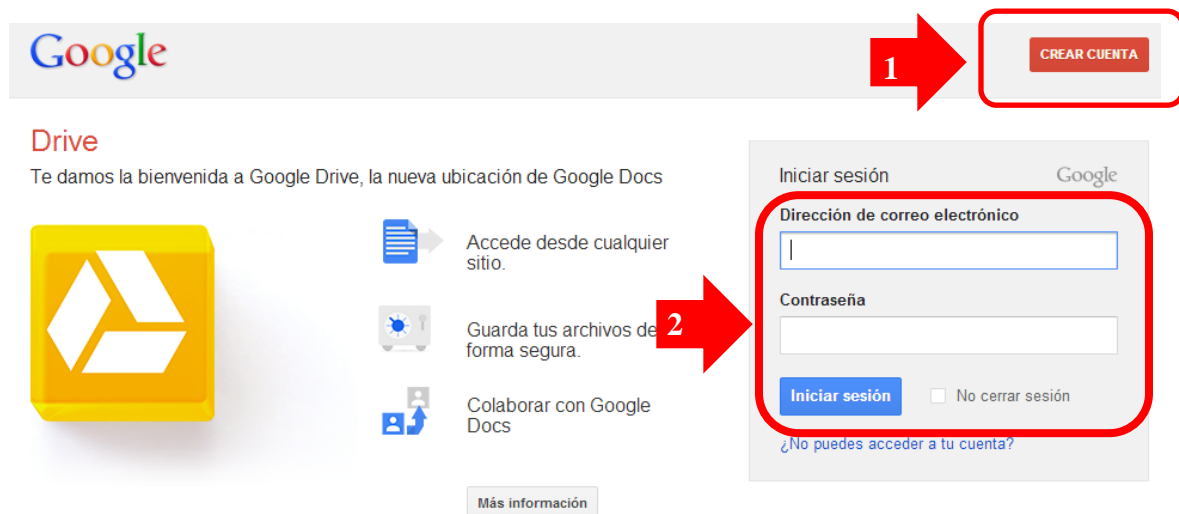 Google
1
CREAR CUENTA
Drive
Te damos la bienvenida a Google Drive, la nueva ubicación de Google Docs
Accede desde cualquier
sitio.
Guarda tus archivos de
forma segura.
Colaborar con Google
Docs
Más información
2
Iniciar sesión
Google
Dirección de correo electrónico
Contraseña
Iniciar sesión
No cerrar sesión
¿No puedes acceder a tu cuenta?